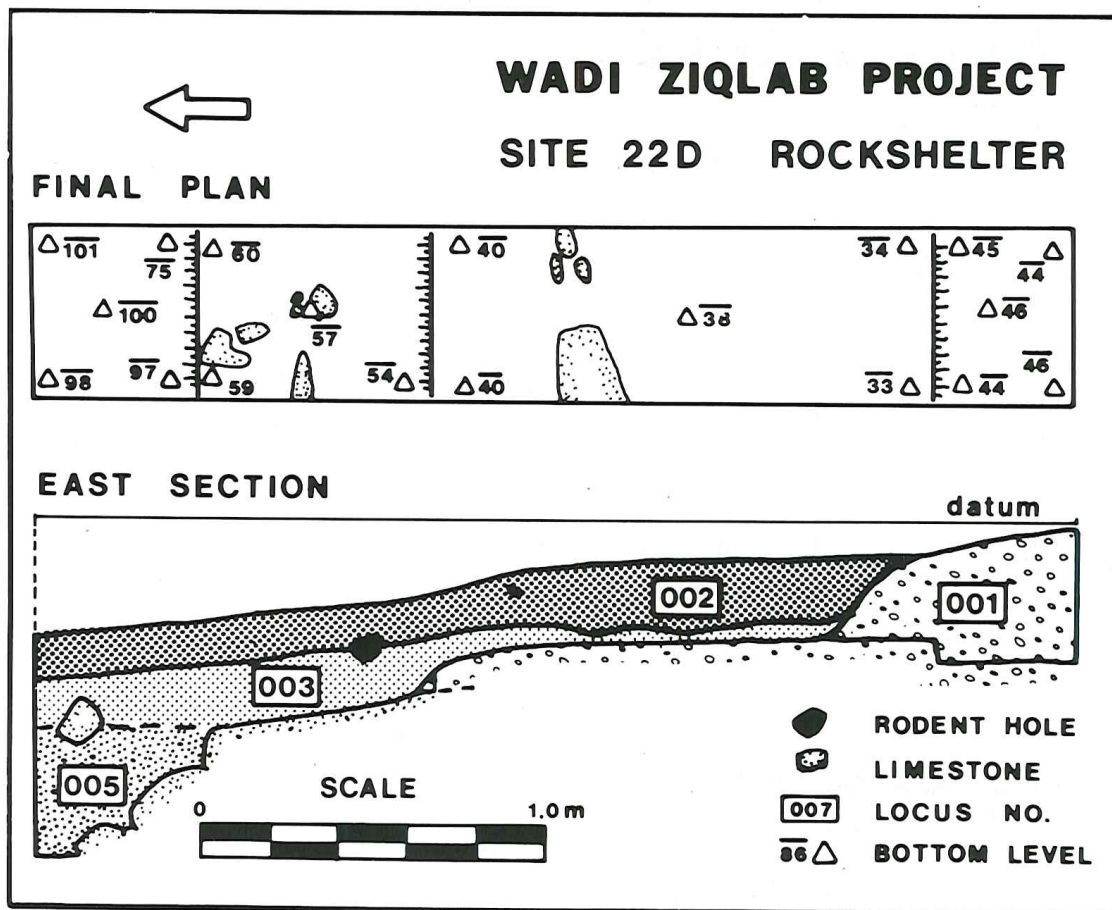 WADI ZIQLAB PROJECT
SITE 22D ROCKSHELTER
FINAL PLAN
101 75 60 40 34 45 44
100 57 38 46
98 97 59 54 40 33 44 46
EAST SECTION
datum
002
001
003
005
SCALE
0 1.0 m
RODENT HOLE
LIMESTONE
007 LOCUS NO.
86 BOTTOM LEVEL